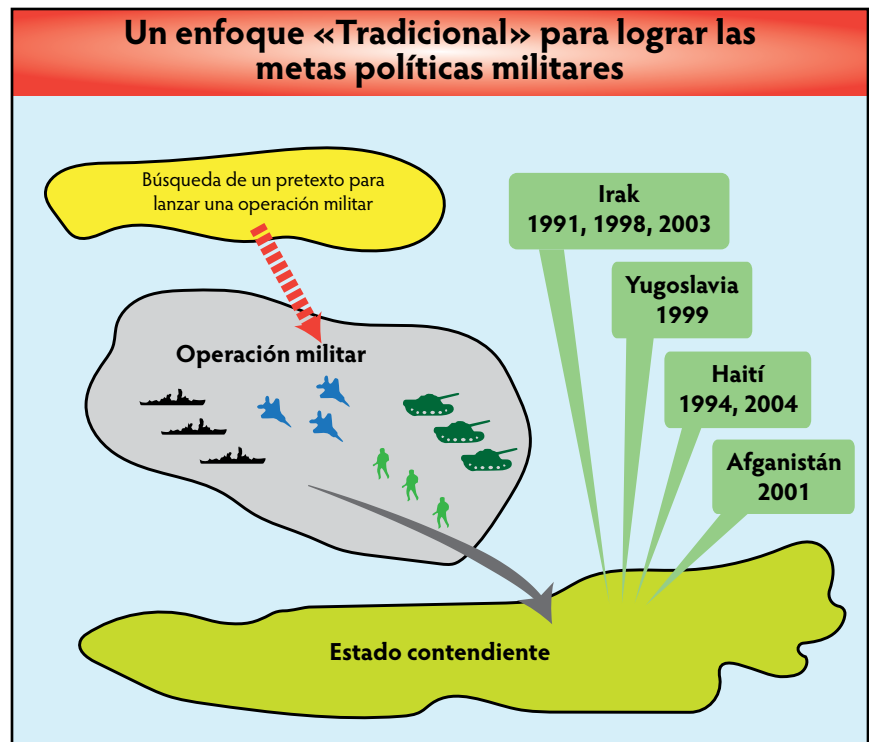 Un enfoque «Tradicional» para lograr las
metas políticas militares
Búsqueda de un pretexto para
lanzar una operación militar
Operación militar
Irak
1991, 1998, 2003
Yugoslavia
1999
Haití
1994, 2004
Afganistán
2001
Estado contendiente